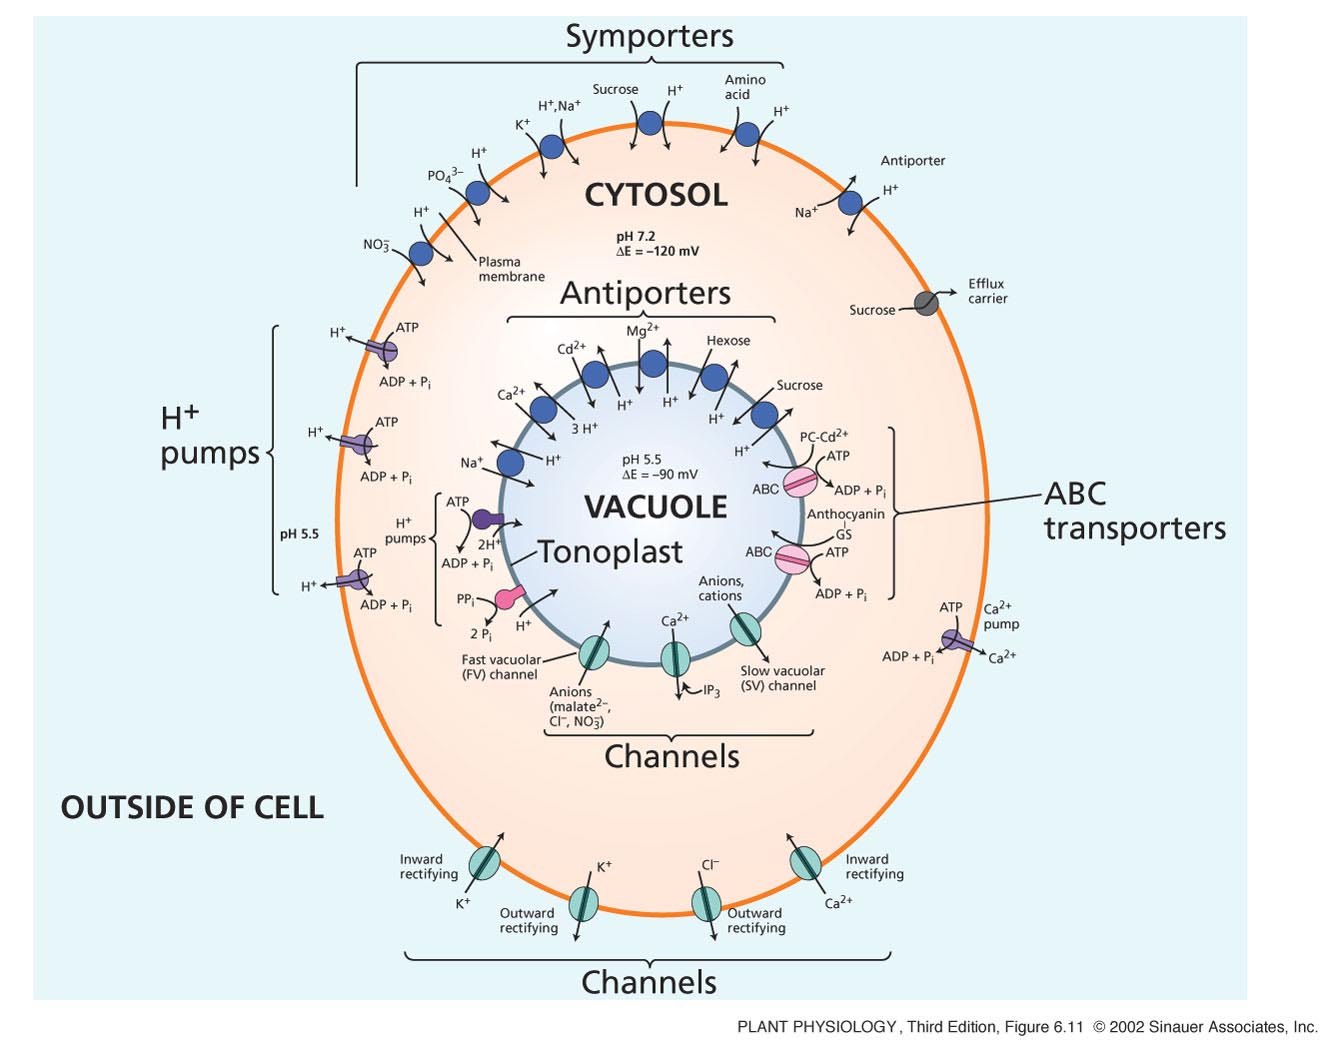 Symporters
Sucrose
H⁺
Amino
acid
H⁺
H⁺,Na⁺
K⁺
H⁺
PO₄³⁻
H⁺
NO₃⁻
Plasma
membrane
CYTOSOL
pH 7.2
ΔE = –120 mV
Antiporter
H⁺
Na⁺
Efflux
carrier
Sucrose
Antiporters
Mg²⁺
Cd²⁺
Hexose
Ca²⁺
Sucrose
H⁺
H⁺
H⁺
3 H⁺
H⁺
Na⁺
H⁺
pH 5.5
ΔE = –90 mV
VACUOLE
Tonoplast
H⁺
pumps
H⁺
ATP
ADP + Pᵢ
H⁺
ATP
ADP + Pᵢ
pH 5.5
H⁺
ATP
ADP + Pᵢ
H⁺
pumps
ATP
2H⁺
ADP + Pᵢ
PPᵢ
2 Pᵢ
H⁺
PC-Cd²⁺
ATP
ABC
ADP + Pᵢ
Anthocyanin
GS
ABC
ATP
ADP + Pᵢ
ABC
transporters
Anions,
cations
Ca²⁺
Fast vacuolar
(FV) channel
Anions
(malate²⁻,
Cl⁻, NO₃⁻)
IP₃
Slow vacuolar
(SV) channel
Channels
ATP
Ca²⁺
pump
ADP + Pᵢ
Ca²⁺
OUTSIDE OF CELL
Inward
rectifying
K⁺
K⁺
Outward
rectifying
Cl⁻
Outward
rectifying
Inward
rectifying
Ca²⁺
Channels
PLANT PHYSIOLOGY, Third Edition, Figure 6.11 © 2002 Sinauer Associates, Inc.